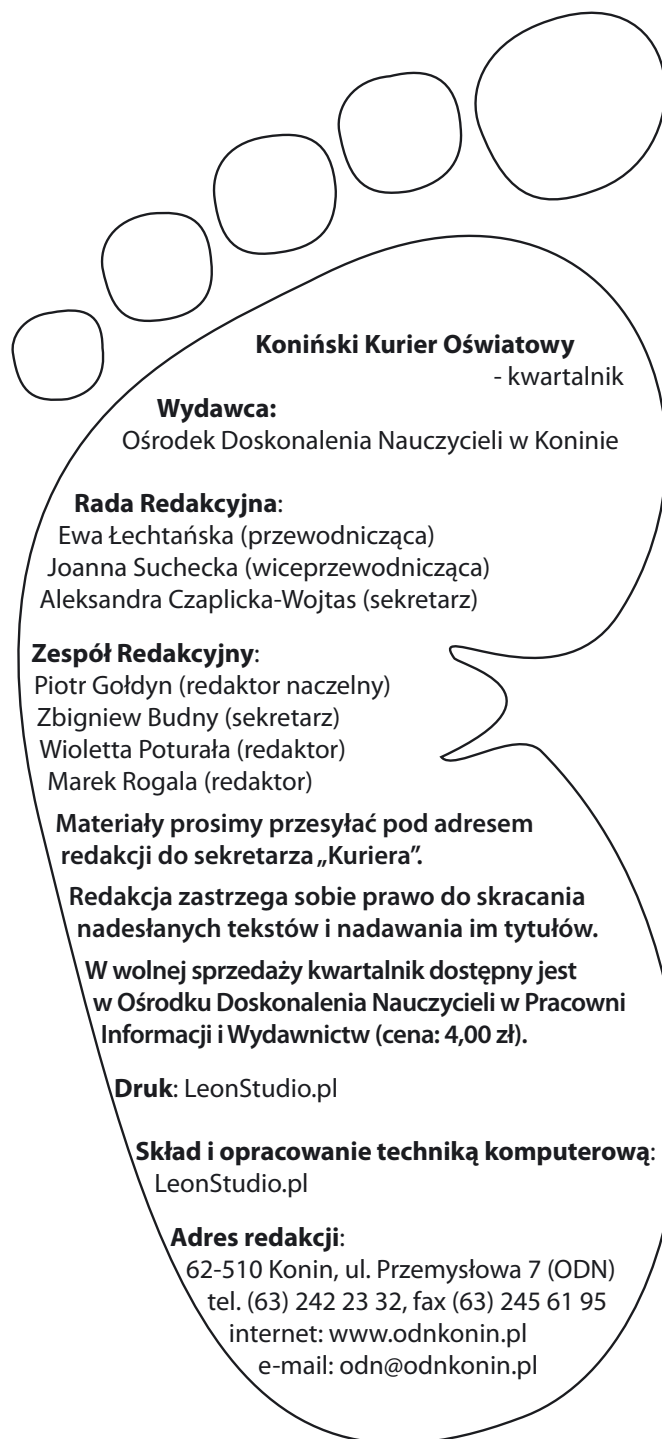 Koniński Kurier Oświatowy
- kwartalnik
Wydawca:
Ośrodek Doskonalenia Nauczycieli w Koninie
Rada Redakcyjna:
Ewa Łechtańska (przewodnicząca)
Joanna Suchecka (wiceprzewodnicząca)
Aleksandra Czaplicka-Wojtas (sekretarz)
Zespół Redakcyjny:
Piotr Gołdyn (redaktor naczelny)
Zbigniew Budny (sekretarz)
Wioletta Poturała (redaktor)
Marek Rogala (redaktor)
Materiały prosimy przesyłać pod adresem
redakcji do sekretarza „Kuriera”.
Redakcja zastrzega sobie prawo do skracania
nadesłanych tekstów i nadawania im tytułów.
W wolnej sprzedaży kwartalnik dostępny jest
w Ośrodku Doskonalenia Nauczycieli w Pracowni
Informacji i Wydawnictw (cena: 4,00 zł).
Druk: LeonStudio.pl
Skład i opracowanie techniką komputerową:
LeonStudio.pl
Adres redakcji:
62-510 Konin, ul. Przemysłowa 7 (ODN)
tel. (63) 242 23 32, fax (63) 245 61 95
internet: www.odnkonin.pl
e-mail: odn@odnkonin.pl